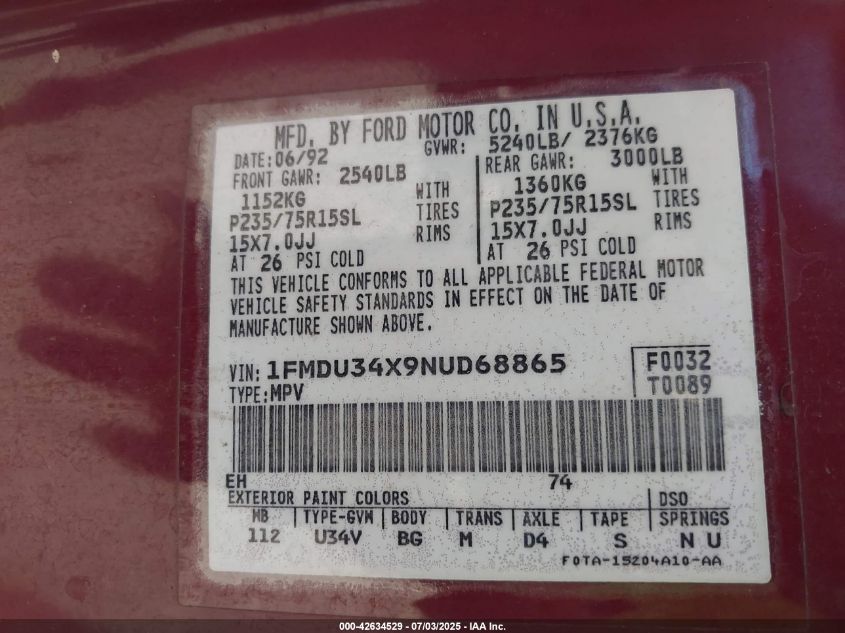 MFD. BY FORD MOTOR CO. IN U.S.A.
DATE: 06/92 GVWR: 5240LB/ 2376KG
FRONT GAWR: 2540LB REAR GAWR: 3000LB
1152KG WITH 1360KG WITH
P235/75R15SL TIRES P235/75R15SL TIRES
15X7.0JJ RIMS 15X7.0JJ RIMS
AT 26 PSI COLD AT 26 PSI COLD
THIS VEHICLE CONFORMS TO ALL APPLICABLE FEDERAL MOTOR
VEHICLE SAFETY STANDARDS IN EFFECT ON THE DATE OF
MANUFACTURE SHOWN ABOVE.
VIN: 1FMDU34X9NUD68865 F0032
TYPE: MPV T0089
EH 74
EXTERIOR PAINT COLORS DSO
WB TYPE-GVM BODY TRANS AXLE TAPE SPRINGS
112 U34V BG M D4 S N U
F0TA-15204A10-AA
000-42634529 - 07/03/2025 - IAA Inc.